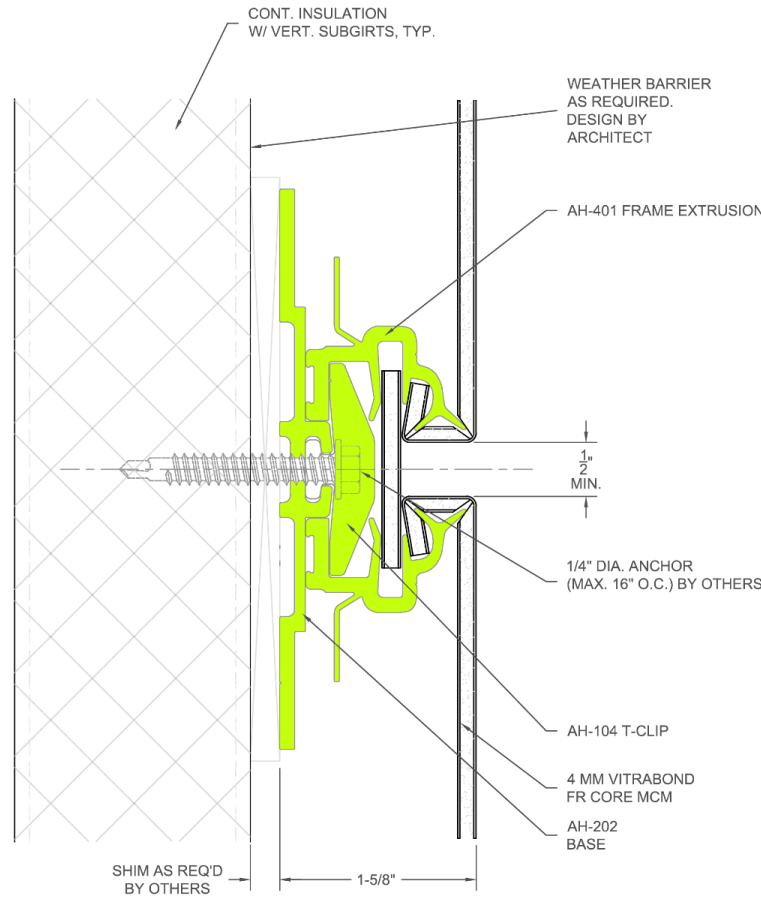 CONT. INSULATION
W/ VERT. SUBGIRTS, TYP.
WEATHER BARRIER
AS REQUIRED.
DESIGN BY
ARCHITECT
AH-401 FRAME EXTRUSION
1/2"
MIN.
1/4" DIA. ANCHOR
(MAX. 16" O.C.) BY OTHERS
AH-104 T-CLIP
4 MM VITRABOND
FR CORE MCM
AH-202
BASE
SHIM AS REQ'D
BY OTHERS
1-5/8"